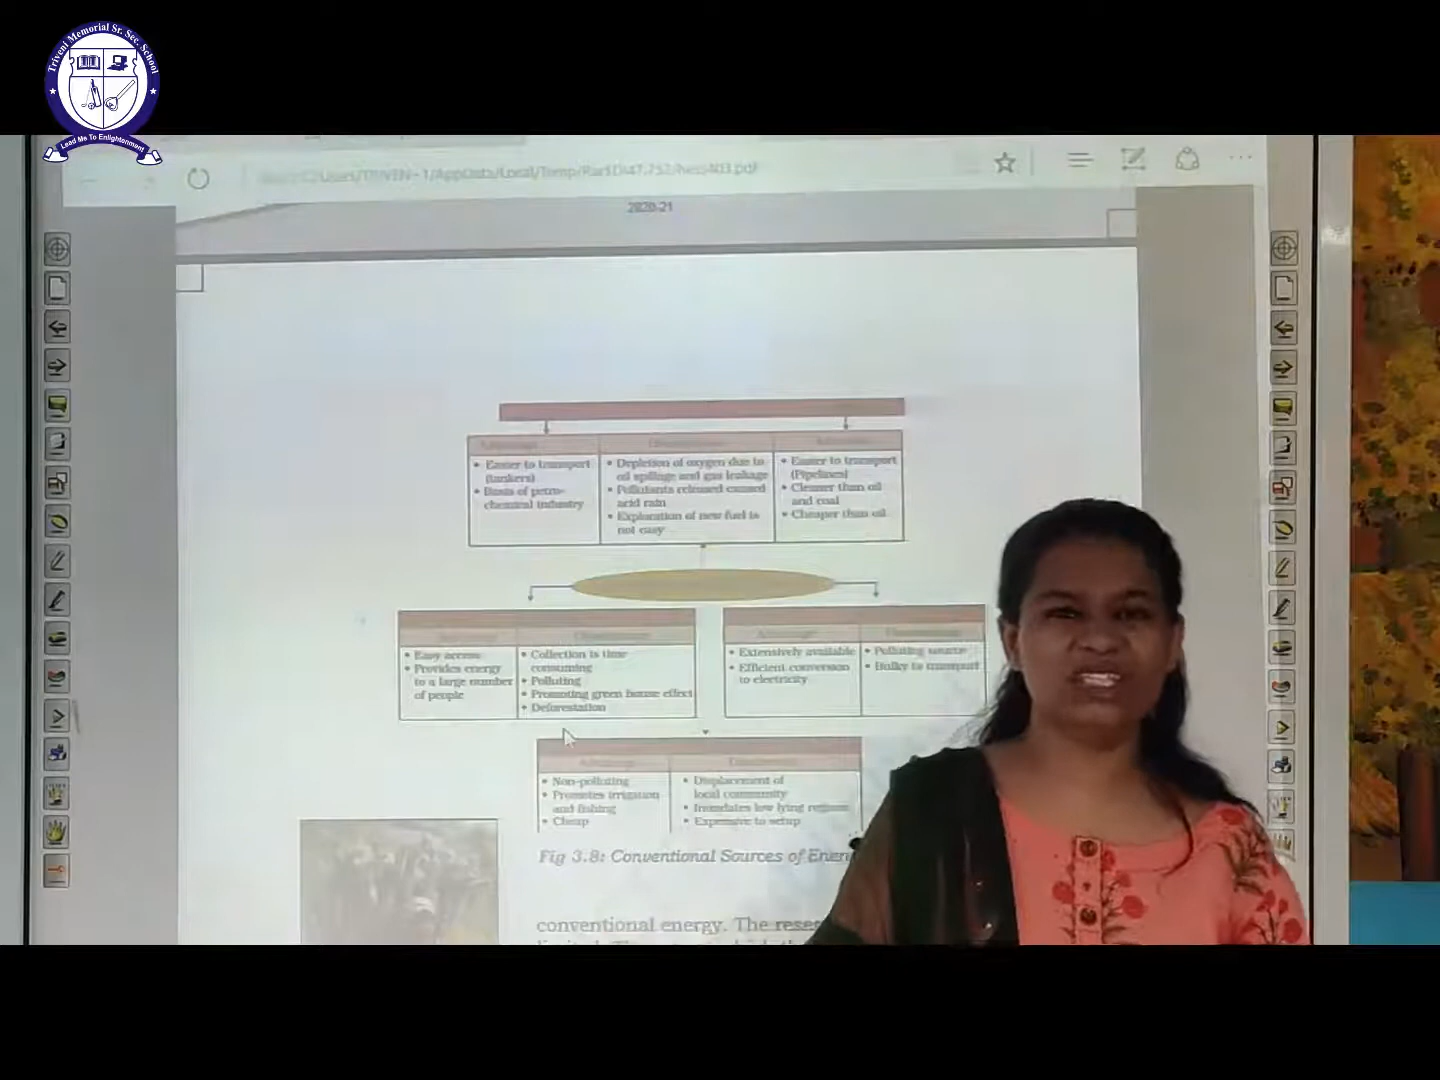 Triveni Memorial Sr. Sec. School
Lead Me To Enlightenment
2020-21
Easier to transport
(tankers)
Basis of petro-
chemical industry
Depletion of oxygen due to
oil spillage and gas leakage
Pollutants released caused
acid rain
Exploration of new fuel is
not easy
Easier to transport
(Pipelines)
Cleaner than oil
and coal
Cheaper than oil
Easy access
Provides energy
to a large number
of people
Collection is time
consuming
Polluting
Promoting green house effect
Deforestation
Extensively available
Efficient conversion
to electricity
Polluting source
Bulky to transport
Non-polluting
Promotes irrigation
and fishing
Cheap
Displacement of
local community
Inundates low lying regions
Expensive to setup
Fig 3.8: Conventional Sources of Ener
conventional energy. The rese